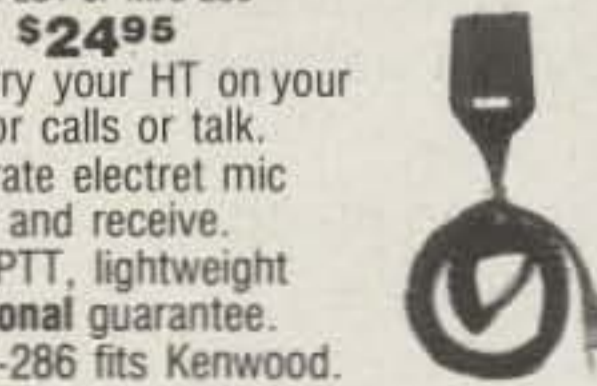 $2495
ry your HT on your
or calls or talk.
ate electret mic
and receive.
PTT, lightweight
onal guarantee.
-286 fits Kenwood.